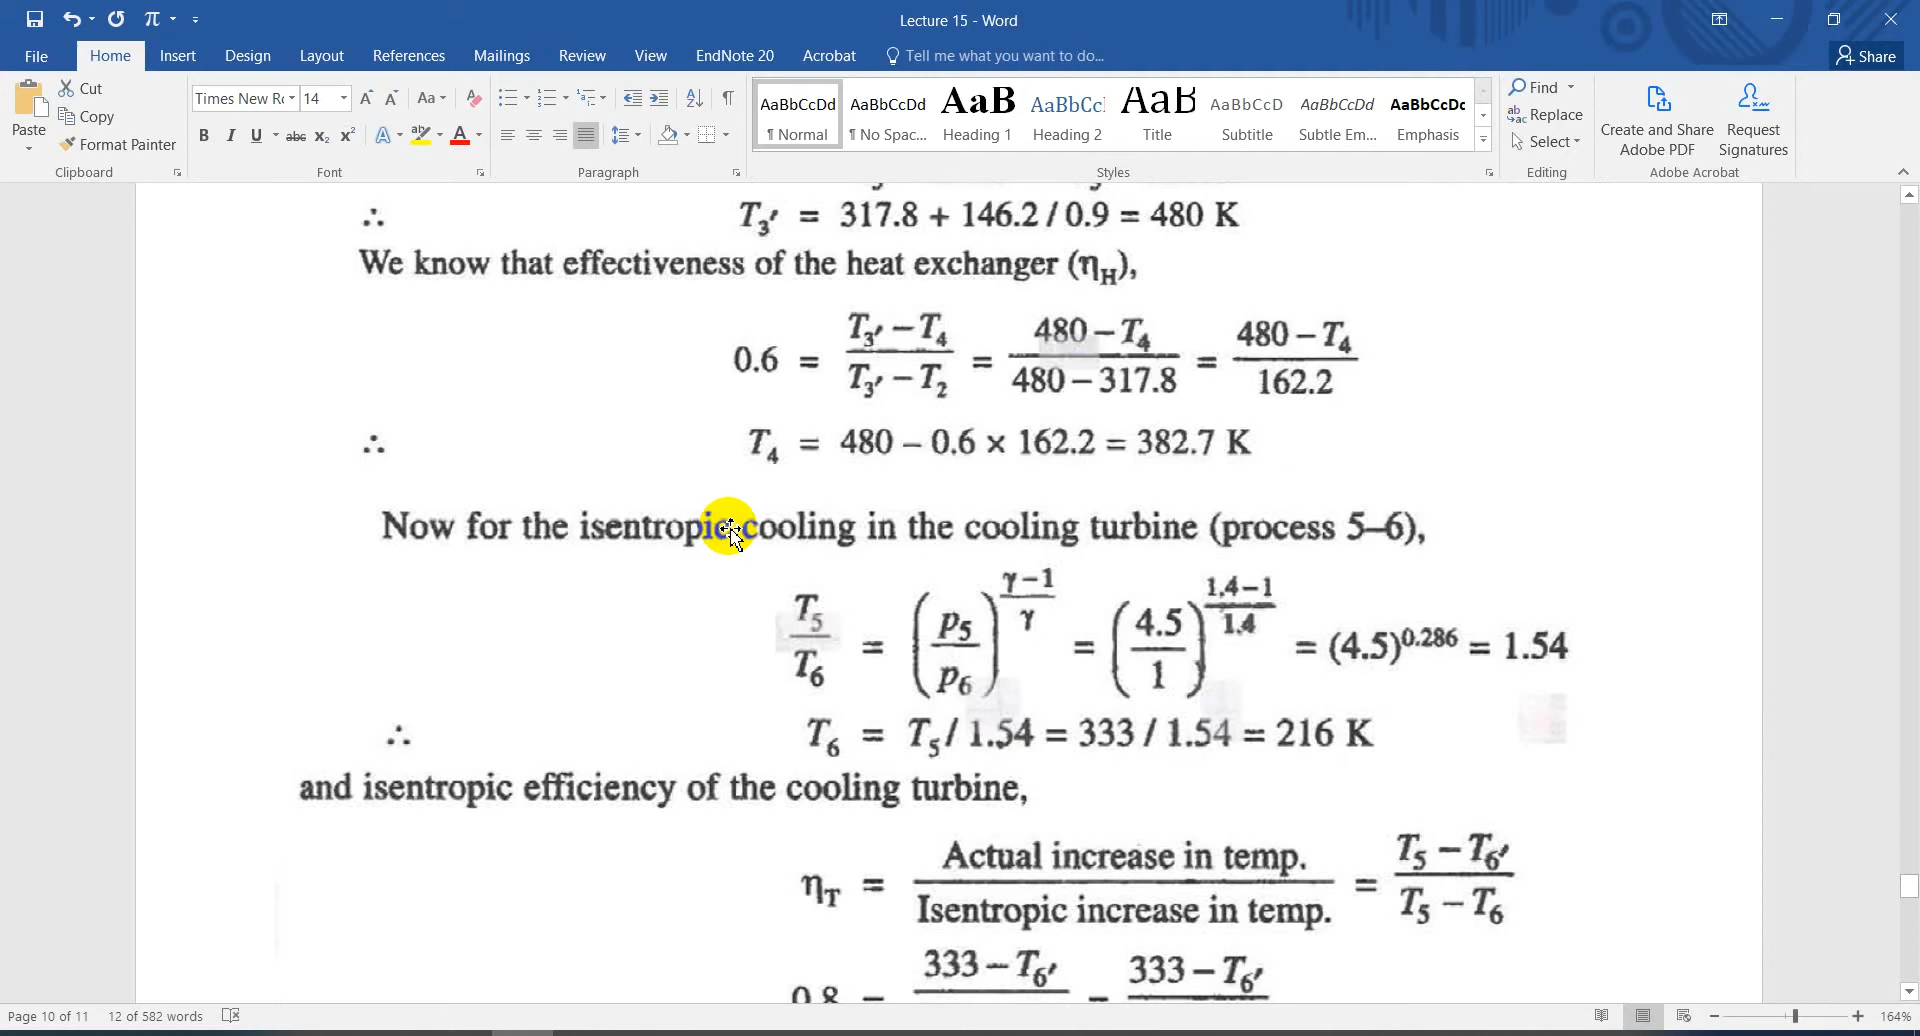 Lecture 15 - Word
File Home Insert Design Layout References Mailings Review View EndNote 20 Acrobat Tell me what you want to do... Share
Paste
Cut
Copy
Format Painter
Clipboard
Times New Ro 14
Font
Paragraph
AaBbCcDd AaBbCcDd AaB AaBbCc AaB AaBbCcD AaBbCcDd AaBbCcDc
¶ Normal ¶ No Spac... Heading 1 Heading 2 Title Subtitle Subtle Em... Emphasis
Styles
Find
Replace
Select
Editing
Create and Share Adobe PDF
Request Signatures
Adobe Acrobat
∴ T3′ = 317.8 + 146.2 / 0.9 = 480 K
We know that effectiveness of the heat exchanger (ηH),
0.6 = (T3′ − T4) / (T3′ − T2) = (480 − T4) / (480 − 317.8) = (480 − T4) / 162.2
∴ T4 = 480 − 0.6 × 162.2 = 382.7 K
Now for the isentropic cooling in the cooling turbine (process 5–6),
T5/T6 = (p5/p6)^((γ−1)/γ) = (4.5/1)^((1.4−1)/1.4) = (4.5)^0.286 = 1.54
∴ T6 = T5 / 1.54 = 333 / 1.54 = 216 K
and isentropic efficiency of the cooling turbine,
ηT = Actual increase in temp. / Isentropic increase in temp. = (T5 − T6′) / (T5 − T6)
0.8 = 333 − T6′ = 333 − T6′
Page 10 of 11 12 of 582 words 164%